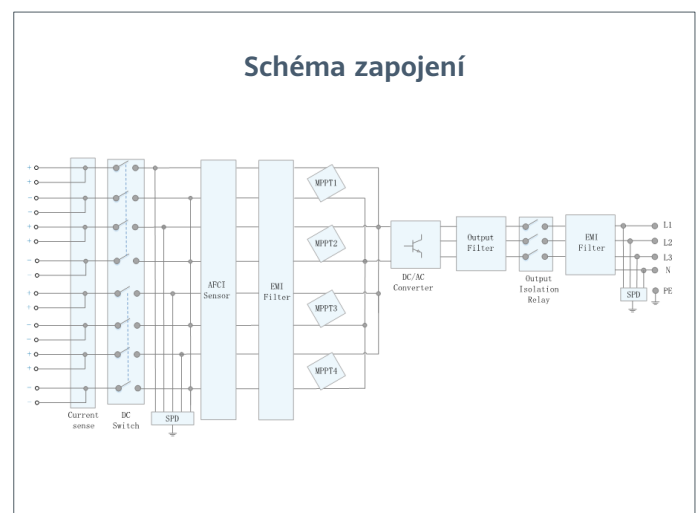 Schéma zapojení
+
+
-
-
+
+
-
-
+
+
-
-
+
+
-
-
Current
sense
DC
Switch
SPD
AFCI
Sensor
EMI
Filter
MPPT1
MPPT2
MPPT3
MPPT4
DC/AC
Converter
Output
Filter
Output
Isolation
Relay
EMI
Filter
SPD
L1
L2
L3
N
PE